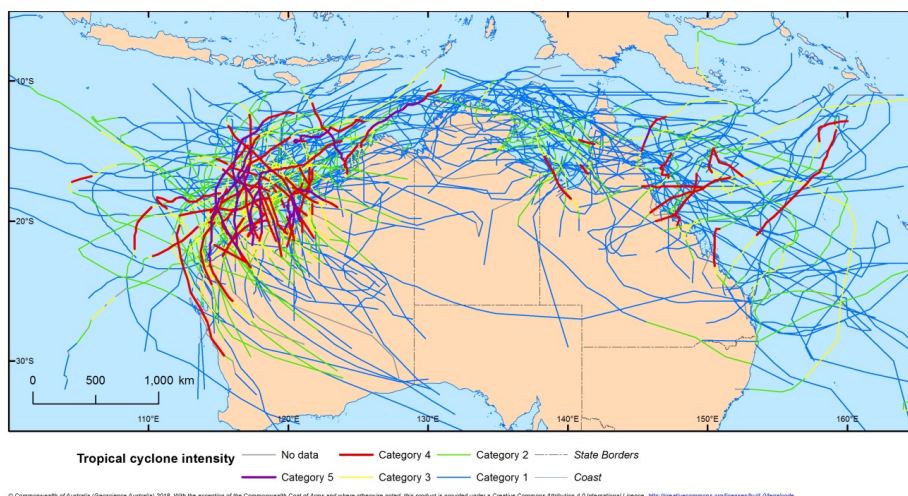 10°S
20°S
30°S
0 500 1,000 km
110°E 120°E 130°E 140°E 150°E 160°E
Tropical cyclone intensity
No data Category 4 Category 2 State Borders
Category 5 Category 3 Category 1 Coast
© Commonwealth of Australia (Geoscience Australia) 2018. With the exception of the Commonwealth Coat of Arms and where otherwise noted, this product is provided under a Creative Commons Attribution 4.0 International Licence.